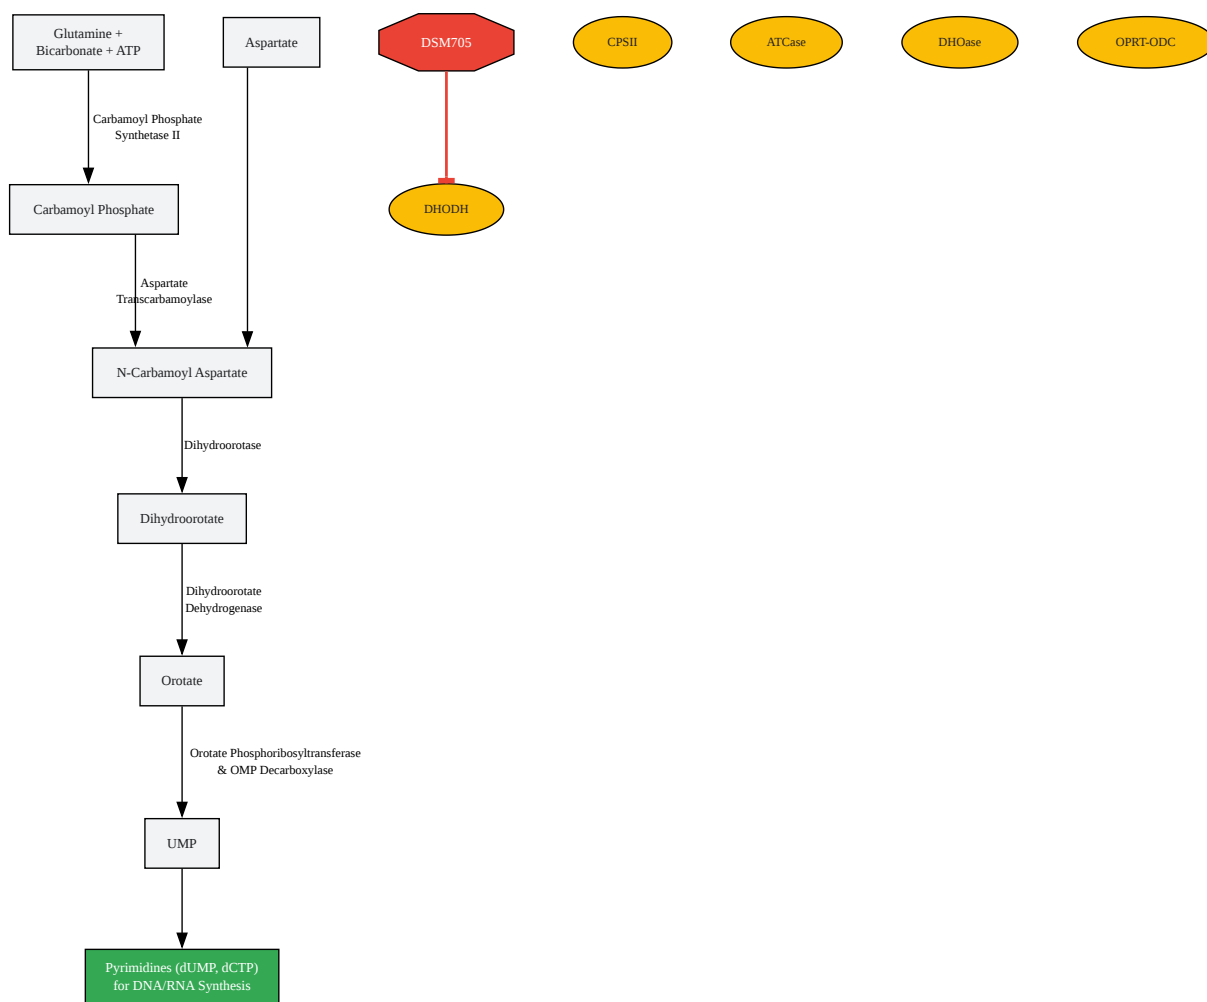 Glutamine +
Bicarbonate + ATP
Aspartate
DSM705
CPSII
ATCase
DHOase
OPRT-ODC
Carbamoyl Phosphate
Synthetase II
Carbamoyl Phosphate
DHODH
Aspartate
Transcarbamoylase
N-Carbamoyl Aspartate
Dihydroorotase
Dihydroorotate
Dihydroorotate
Dehydrogenase
Orotate
Orotate Phosphoribosyltransferase
& OMP Decarboxylase
UMP
Pyrimidines (dUMP, dCTP)
for DNA/RNA Synthesis